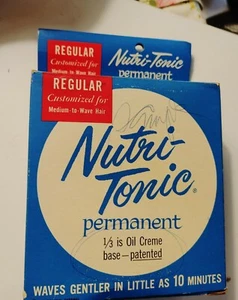 REGULAR
Customized for
Medium-to-Wave Hair
Nutri-Tonic
permanent
REGULAR
Customized for
Medium-to-Wave Hair
Nutri-
Tonic®
permanent
1/3 is Oil Creme
base—patented
WAVES GENTLER IN LITTLE AS 10 MINUTES